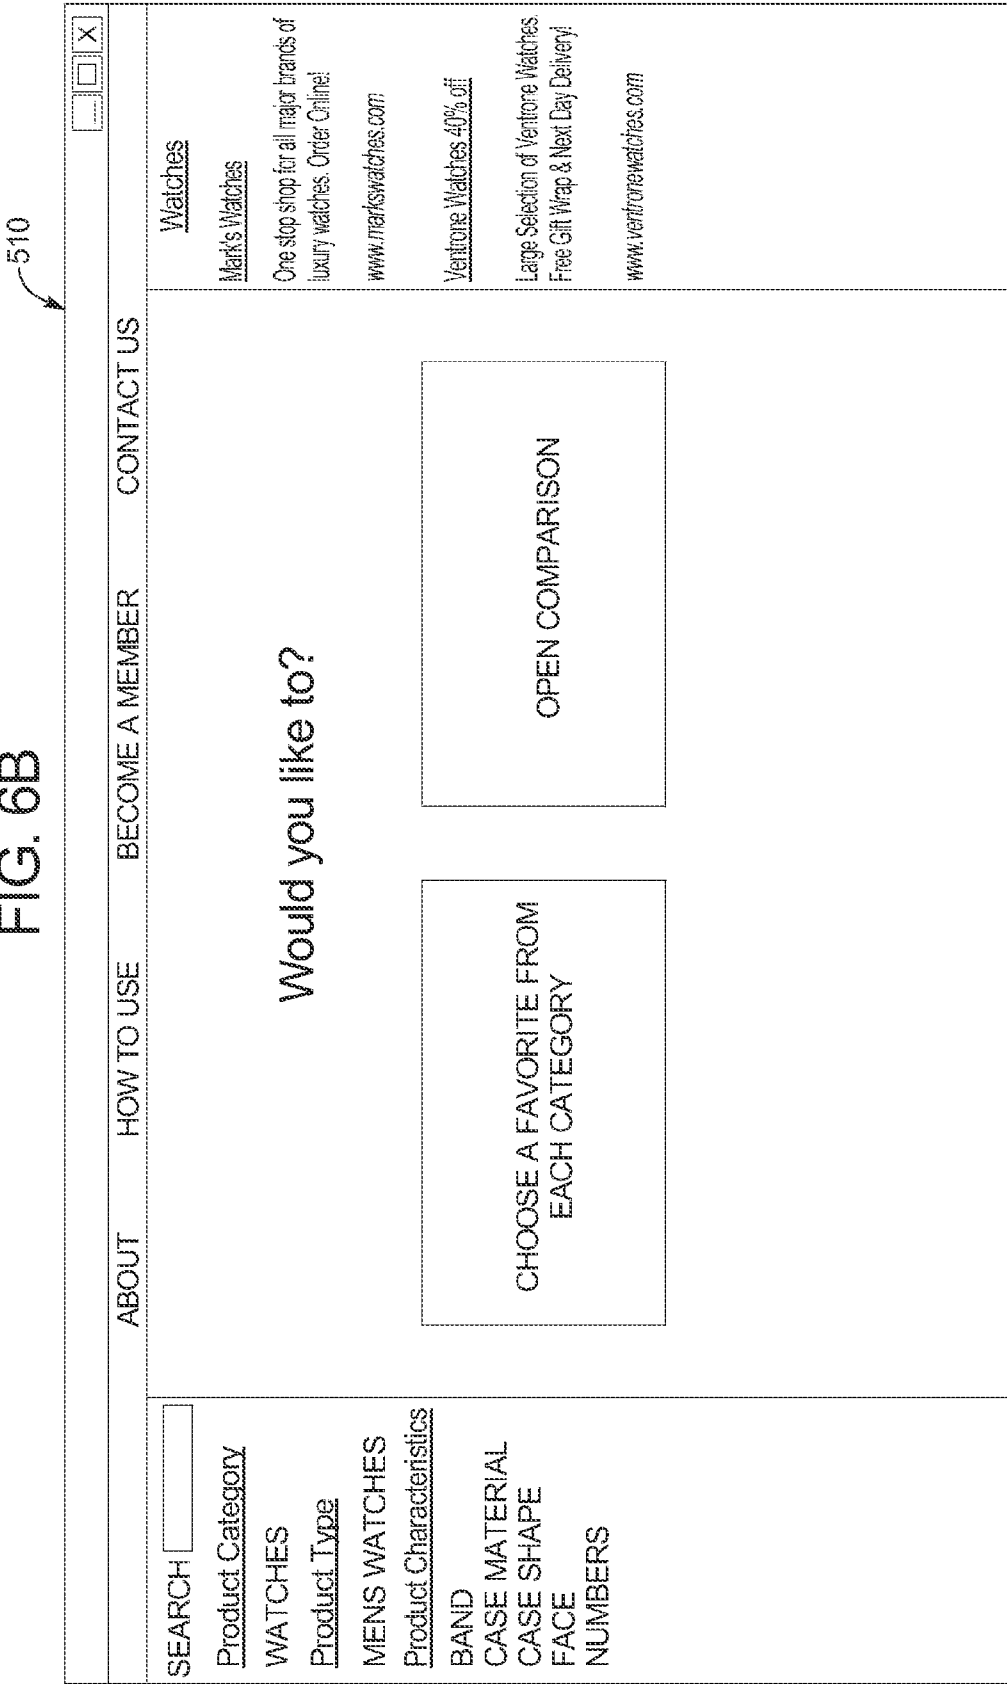 FIG. 6B
510
_ X
ABOUT HOW TO USE BECOME A MEMBER CONTACT US
SEARCH
Product Category
WATCHES
Product Type
MENS WATCHES
Product Characteristics
BAND
CASE MATERIAL
CASE SHAPE
FACE
NUMBERS
Would you like to?
CHOOSE A FAVORITE FROM
EACH CATEGORY
OPEN COMPARISON
Watches
Mark's Watches
One stop shop for all major brands of
luxury watches. Order Online!
www.markswatches.com
Ventrone Watches 40% off
Large Selection of Ventrone Watches.
Free Gift Wrap & Next Day Delivery!
www.ventronewatches.com